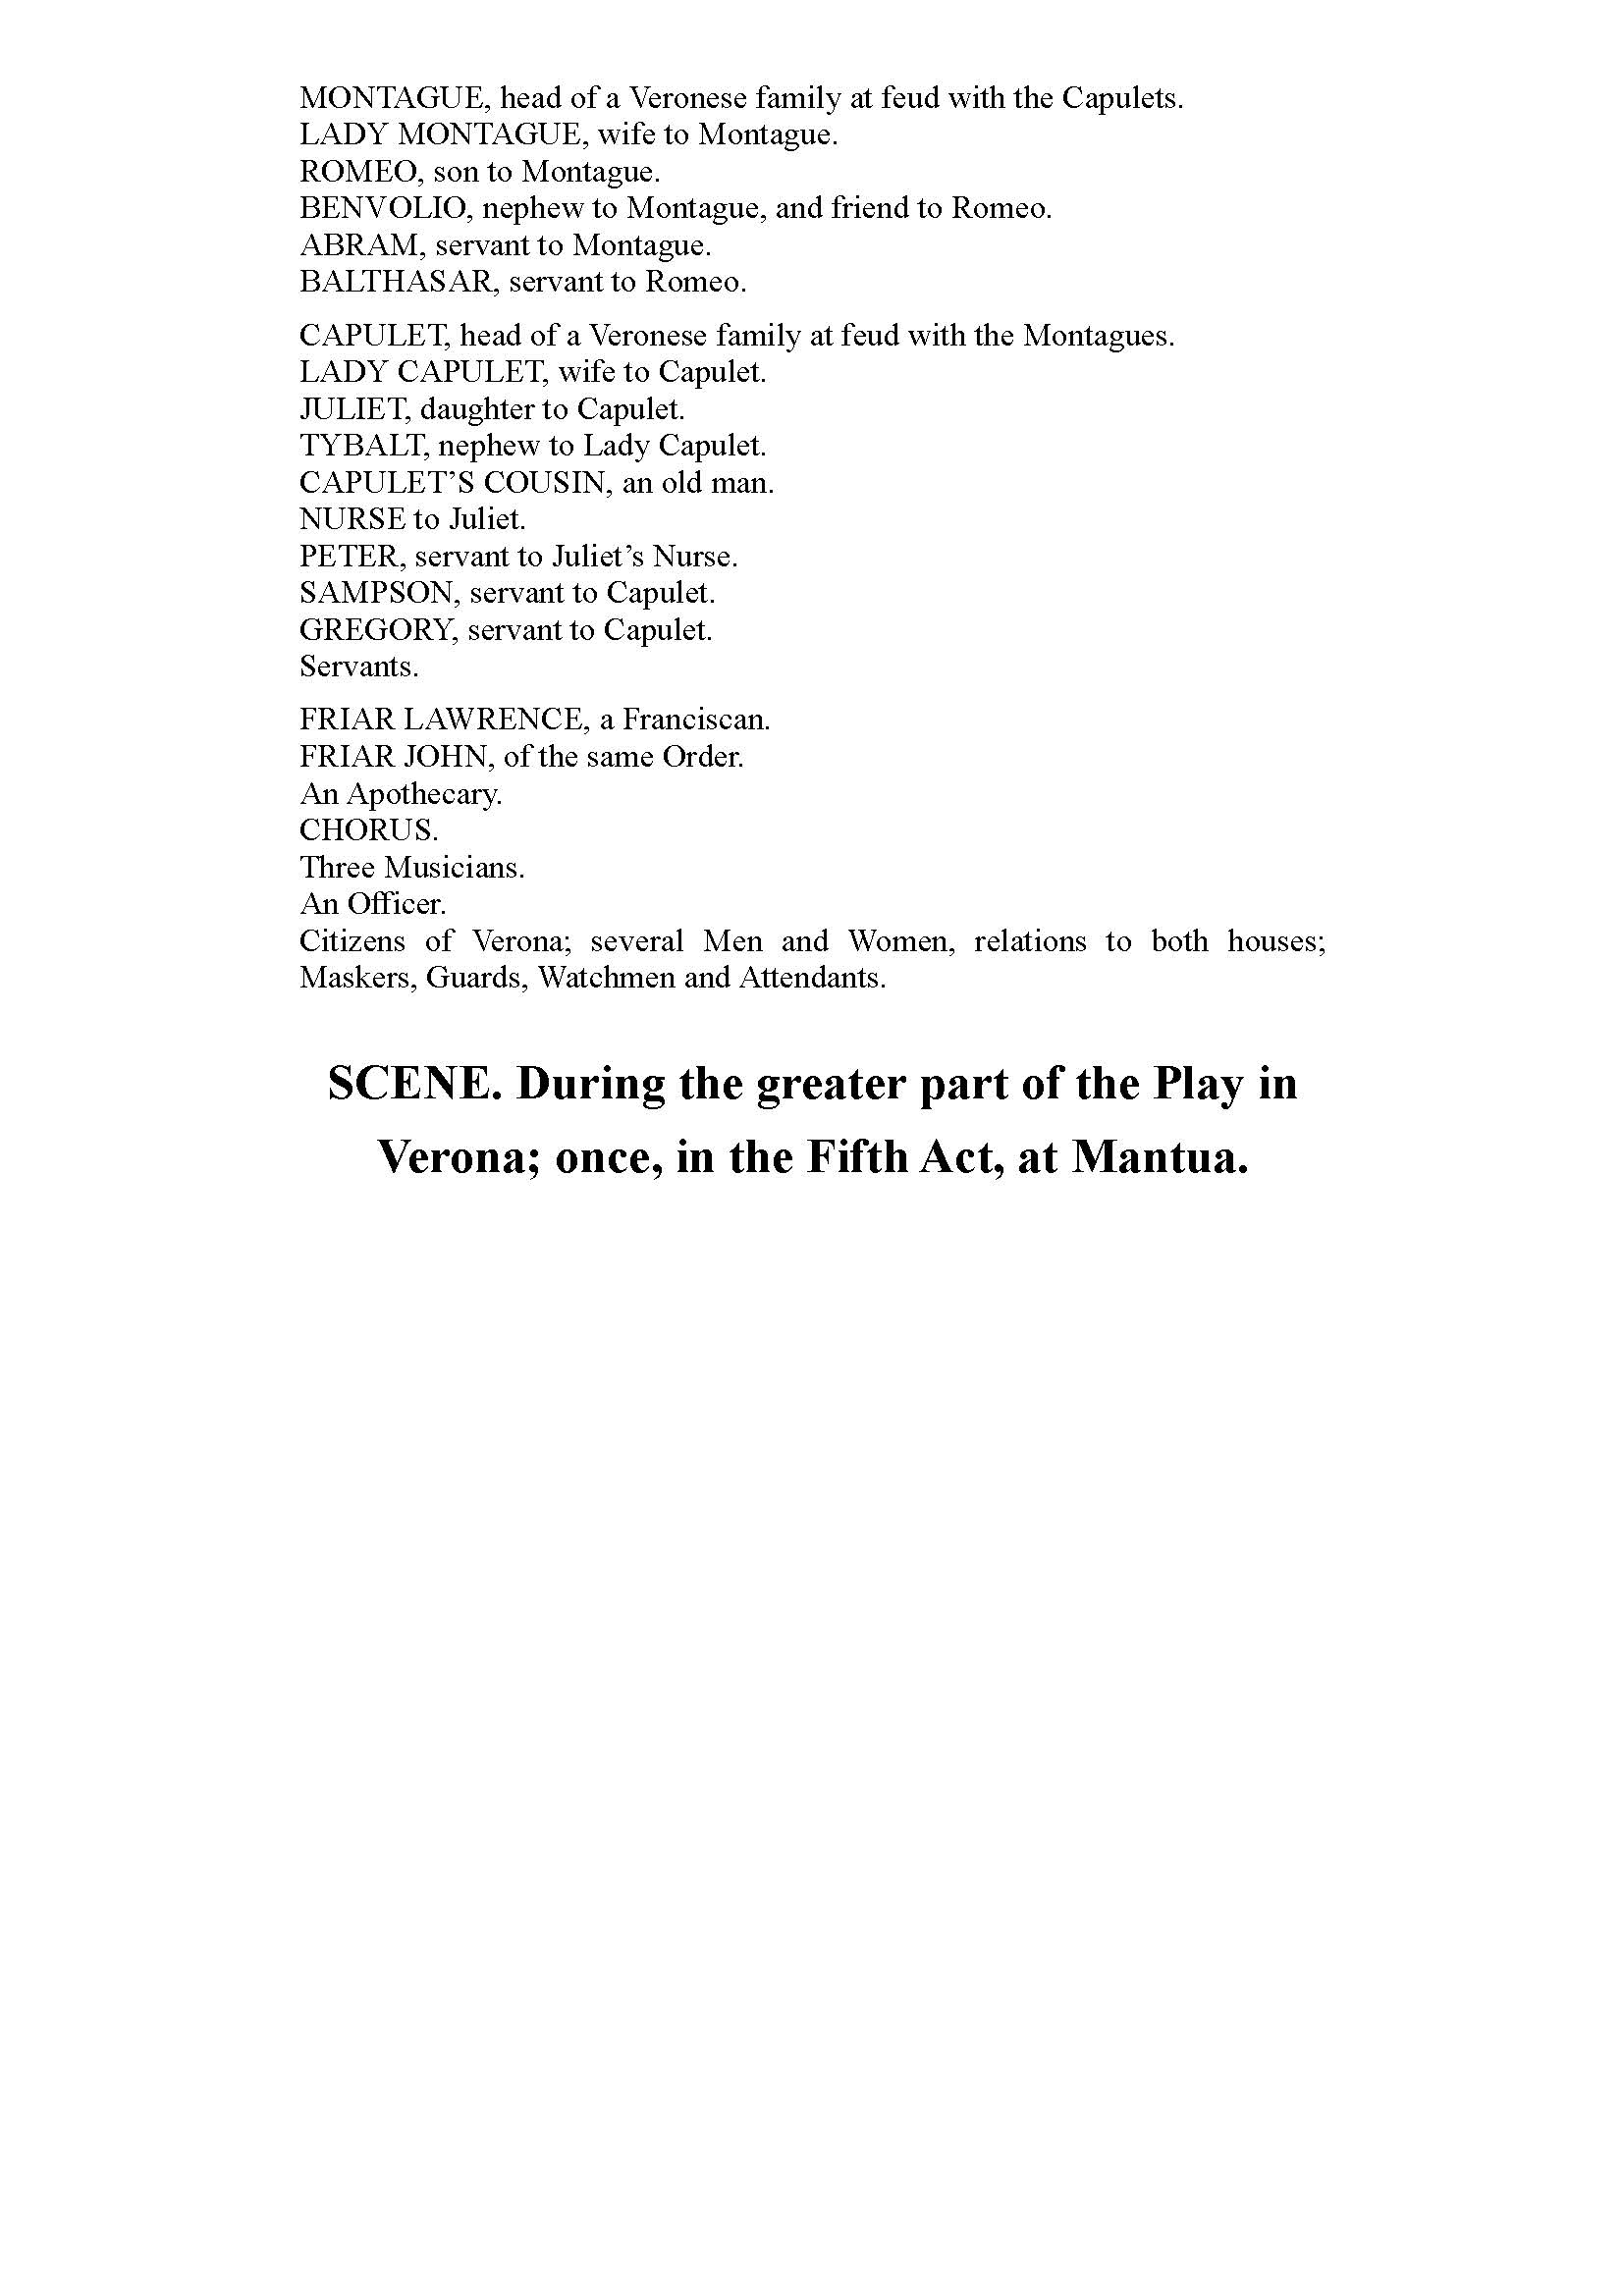 MONTAGUE, head of a Veronese family at feud with the Capulets.
LADY MONTAGUE, wife to Montague.
ROMEO, son to Montague.
BENVOLIO, nephew to Montague, and friend to Romeo.
ABRAM, servant to Montague.
BALTHASAR, servant to Romeo.
CAPULET, head of a Veronese family at feud with the Montagues.
LADY CAPULET, wife to Capulet.
JULIET, daughter to Capulet.
TYBALT, nephew to Lady Capulet.
CAPULET’S COUSIN, an old man.
NURSE to Juliet.
PETER, servant to Juliet’s Nurse.
SAMPSON, servant to Capulet.
GREGORY, servant to Capulet.
Servants.
FRIAR LAWRENCE, a Franciscan.
FRIAR JOHN, of the same Order.
An Apothecary.
CHORUS.
Three Musicians.
An Officer.
Citizens of Verona; several Men and Women, relations to both houses;
Maskers, Guards, Watchmen and Attendants.
SCENE. During the greater part of the Play in
Verona; once, in the Fifth Act, at Mantua.